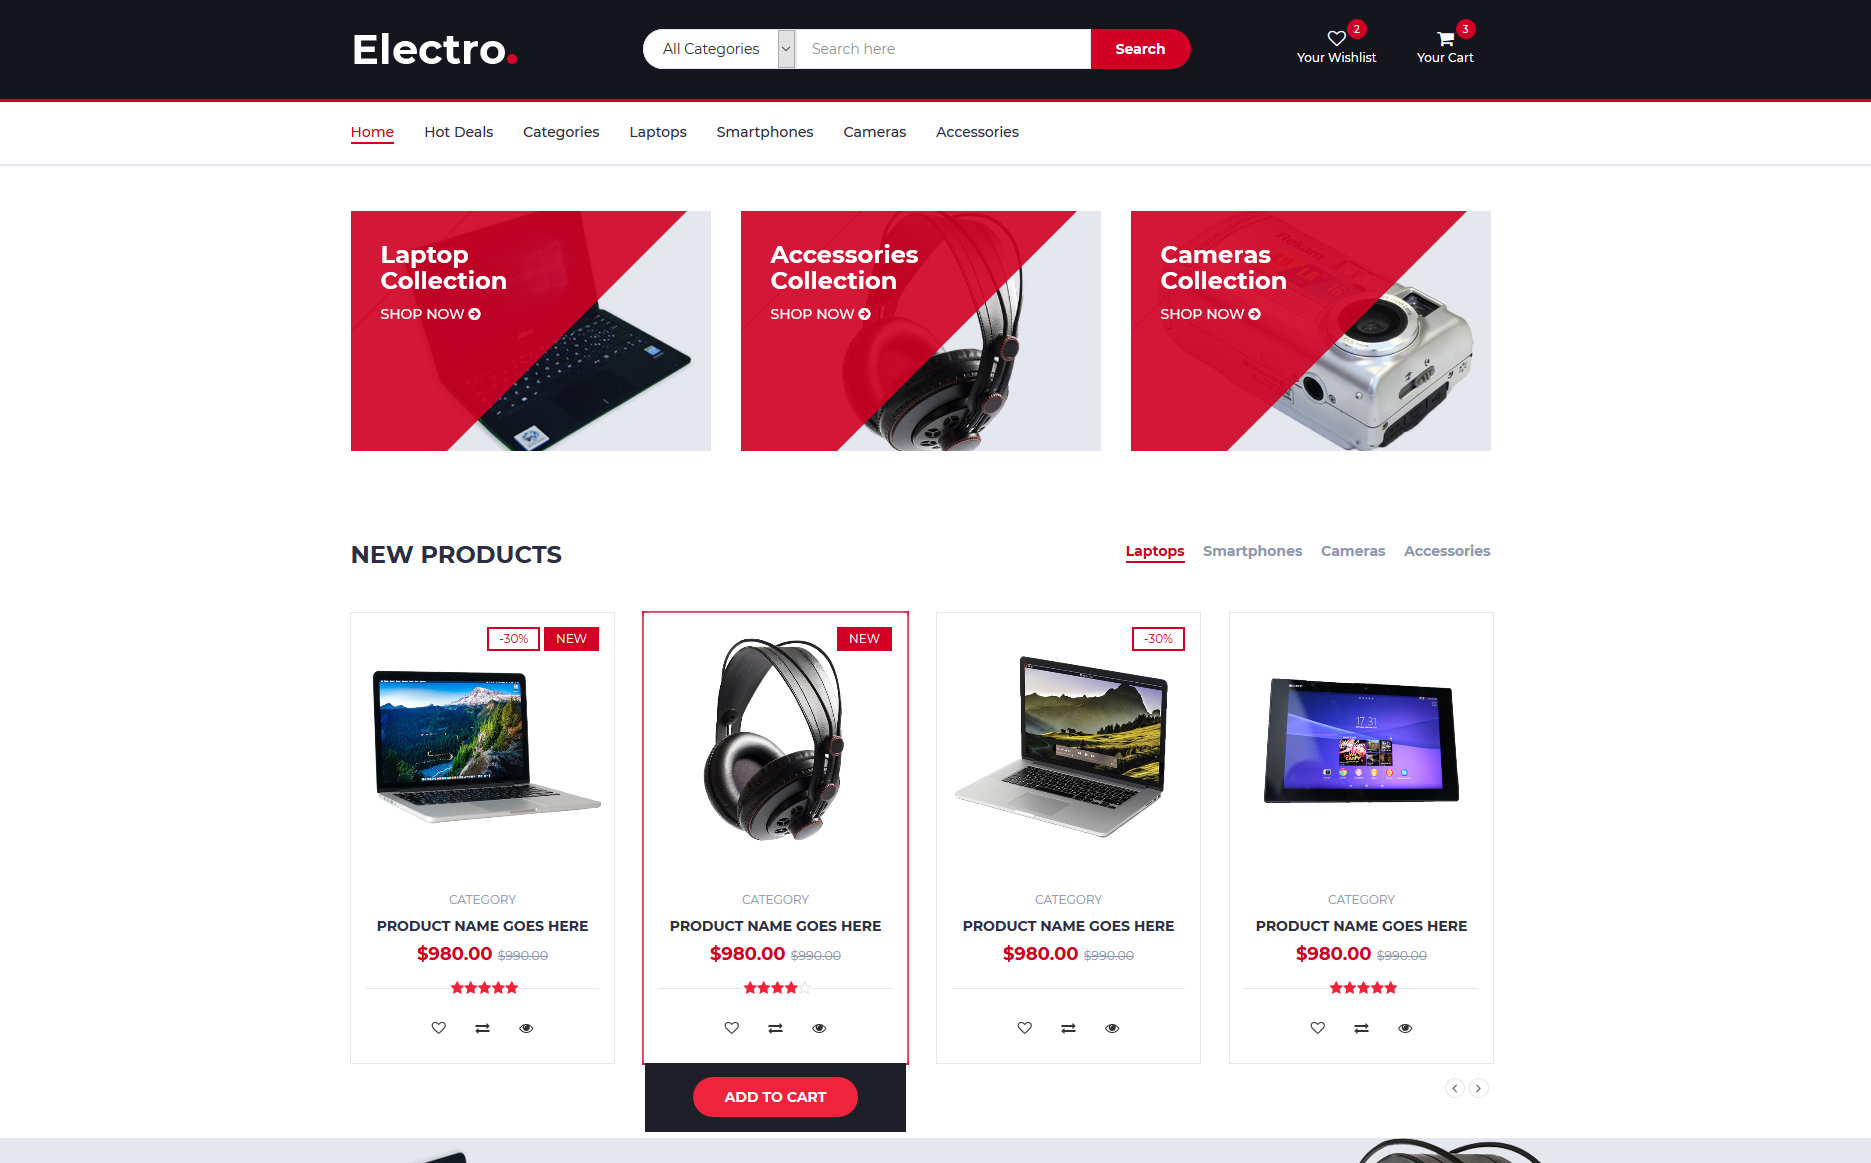 Electro.
All Categories
Search here
Search
2
Your Wishlist
3
Your Cart
Home
Hot Deals
Categories
Laptops
Smartphones
Cameras
Accessories
Laptop
Collection
SHOP NOW
Accessories
Collection
SHOP NOW
Cameras
Collection
SHOP NOW
NEW PRODUCTS
Laptops
Smartphones
Cameras
Accessories
-30%
NEW
CATEGORY
PRODUCT NAME GOES HERE
$980.00 $990.00
NEW
CATEGORY
PRODUCT NAME GOES HERE
$980.00 $990.00
ADD TO CART
-30%
CATEGORY
PRODUCT NAME GOES HERE
$980.00 $990.00
SONY
17:31
CATEGORY
PRODUCT NAME GOES HERE
$980.00 $990.00